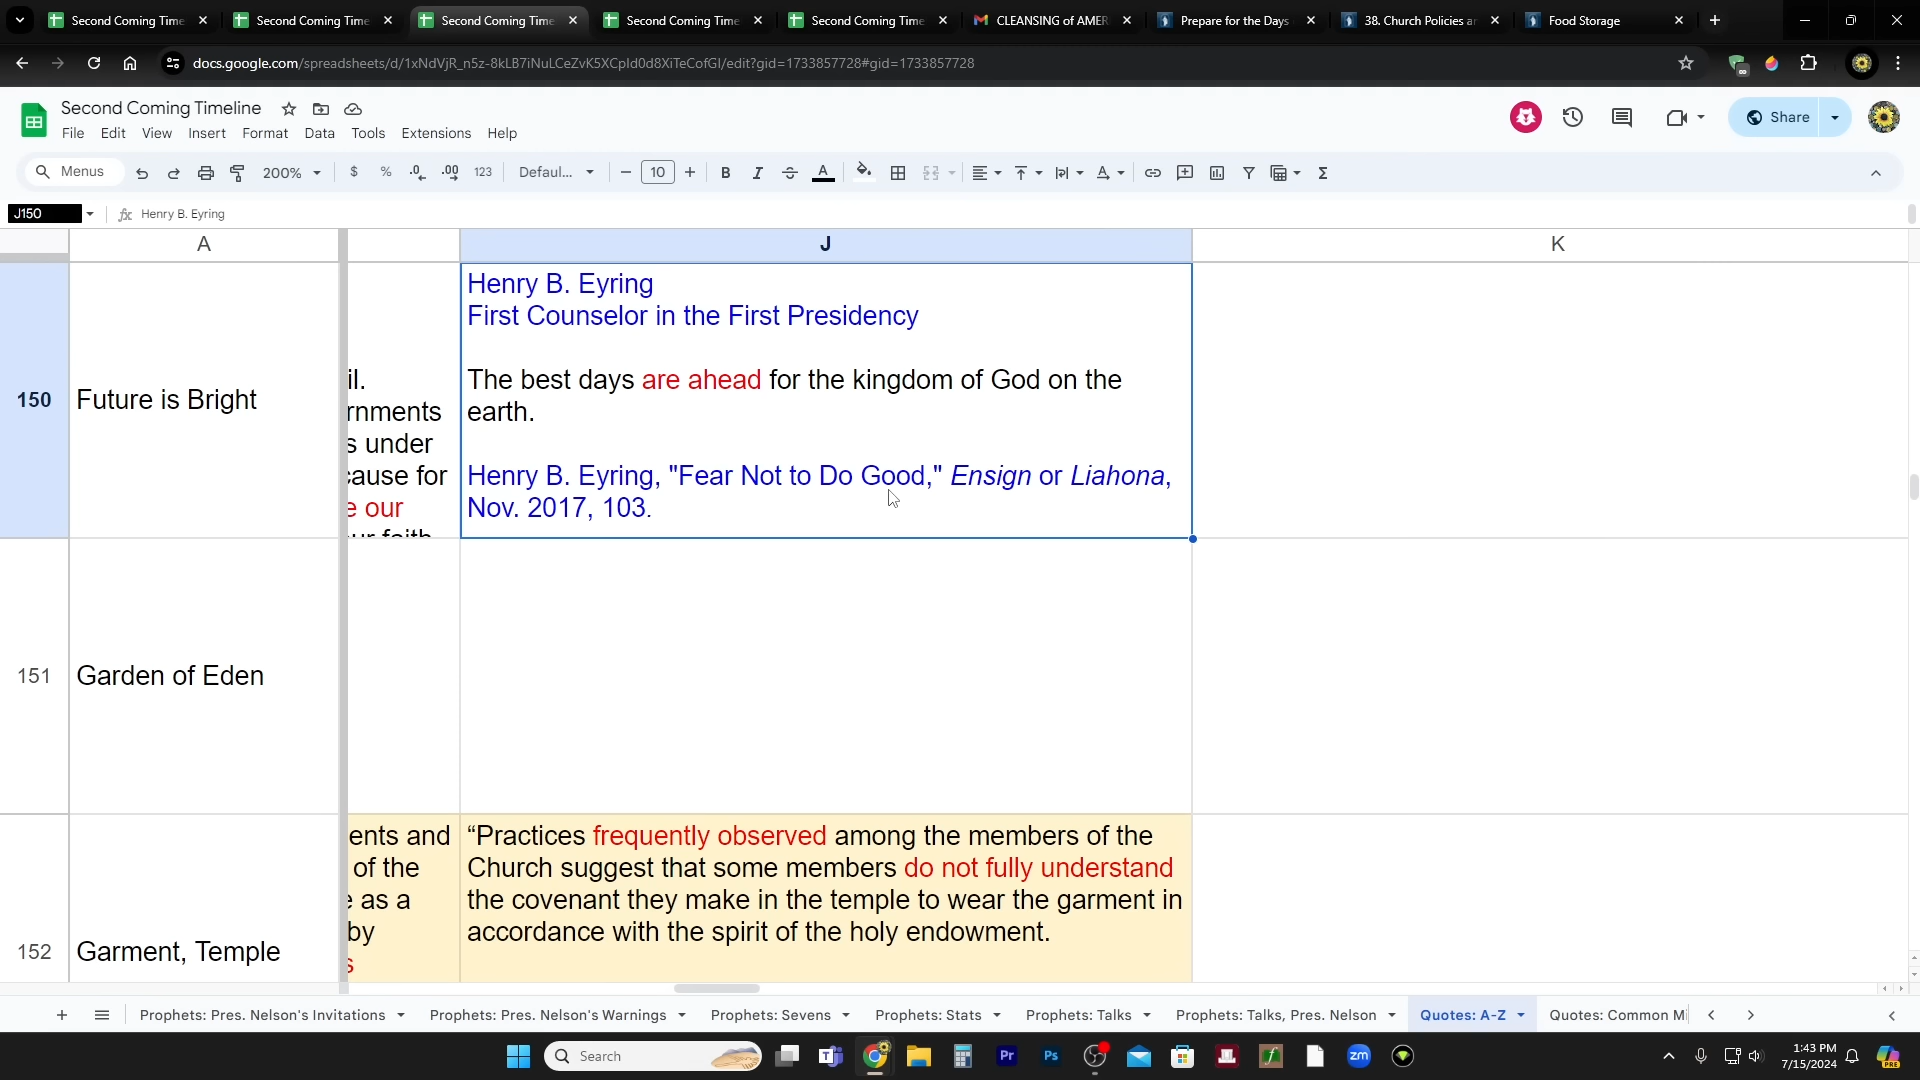 Second Coming Time
Second Coming Time
Second Coming Time
Second Coming Time
Second Coming Time
CLEANSING of AMER
Prepare for the Days
38. Church Policies an
Food Storage
docs.google.com/spreadsheets/d/1xNdVjR_n5z-8kLB7iNuLCeZvK5XCpId0d8XiTeCofGI/edit?gid=1733857728#gid=1733857728
Second Coming Timeline
File Edit View Insert Format Data Tools Extensions Help
Share
Menus
200%
$ % .0 .00 123
Defaul...
10
B I
J150
Henry B. Eyring
A J K
150
Future is Bright
il.
rnments
s under
cause for
e our
Henry B. Eyring
First Counselor in the First Presidency
The best days are ahead for the kingdom of God on the
earth.
Henry B. Eyring, "Fear Not to Do Good," Ensign or Liahona,
Nov. 2017, 103.
151
Garden of Eden
152
Garment, Temple
ents and
of the
e as a
by
s
“Practices frequently observed among the members of the
Church suggest that some members do not fully understand
the covenant they make in the temple to wear the garment in
accordance with the spirit of the holy endowment.
Prophets: Pres. Nelson's Invitations
Prophets: Pres. Nelson's Warnings
Prophets: Sevens
Prophets: Stats
Prophets: Talks
Prophets: Talks, Pres. Nelson
Quotes: A-Z
Quotes: Common Mi
Search
Pr
Ps
zm
1:43 PM
7/15/2024